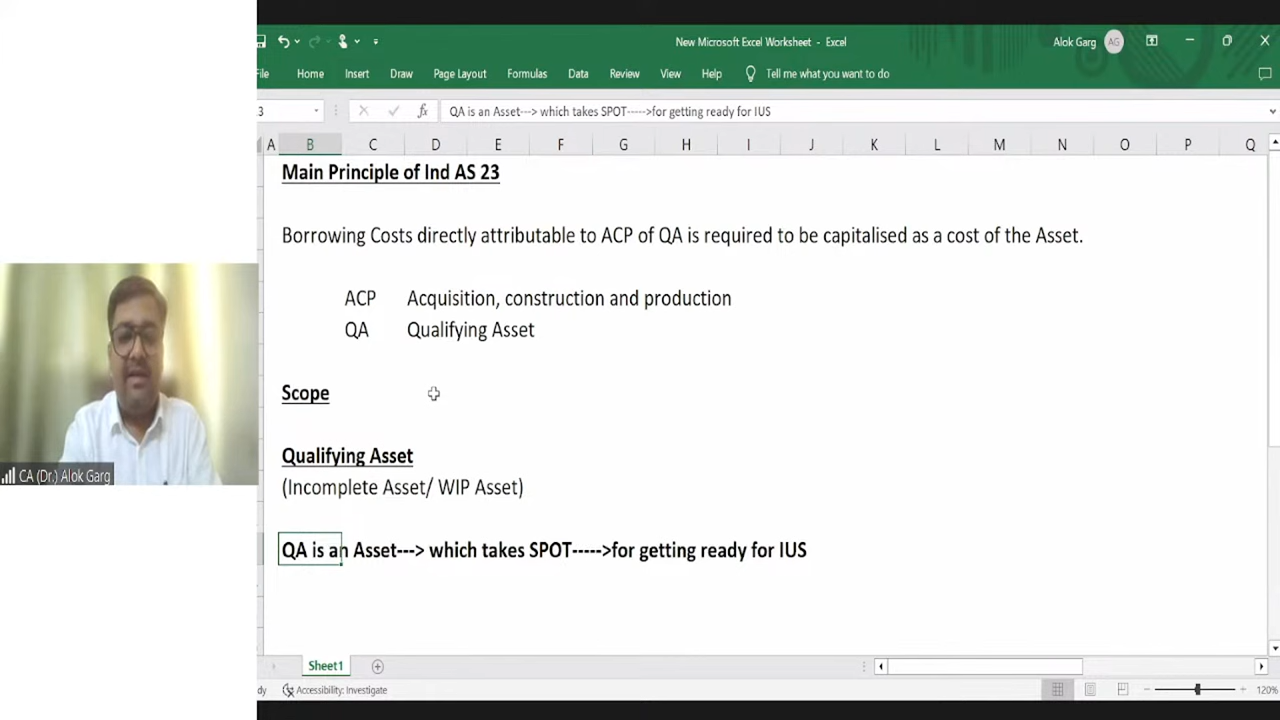 New Microsoft Excel Worksheet - Excel
Alok Garg AG
File Home Insert Draw Page Layout Formulas Data Review View Help Tell me what you want to do
3 fx QA is an Asset---> which takes SPOT----->for getting ready for IUS
A B C D E F G H I J K L M N O P Q
Main Principle of Ind AS 23
Borrowing Costs directly attributable to ACP of QA is required to be capitalised as a cost of the Asset.
ACP Acquisition, construction and production
QA Qualifying Asset
Scope
Qualifying Asset
(Incomplete Asset/ WIP Asset)
QA is an Asset---> which takes SPOT----->for getting ready for IUS
CA (Dr.) Alok Garg
Sheet1
Accessibility: Investigate
120%